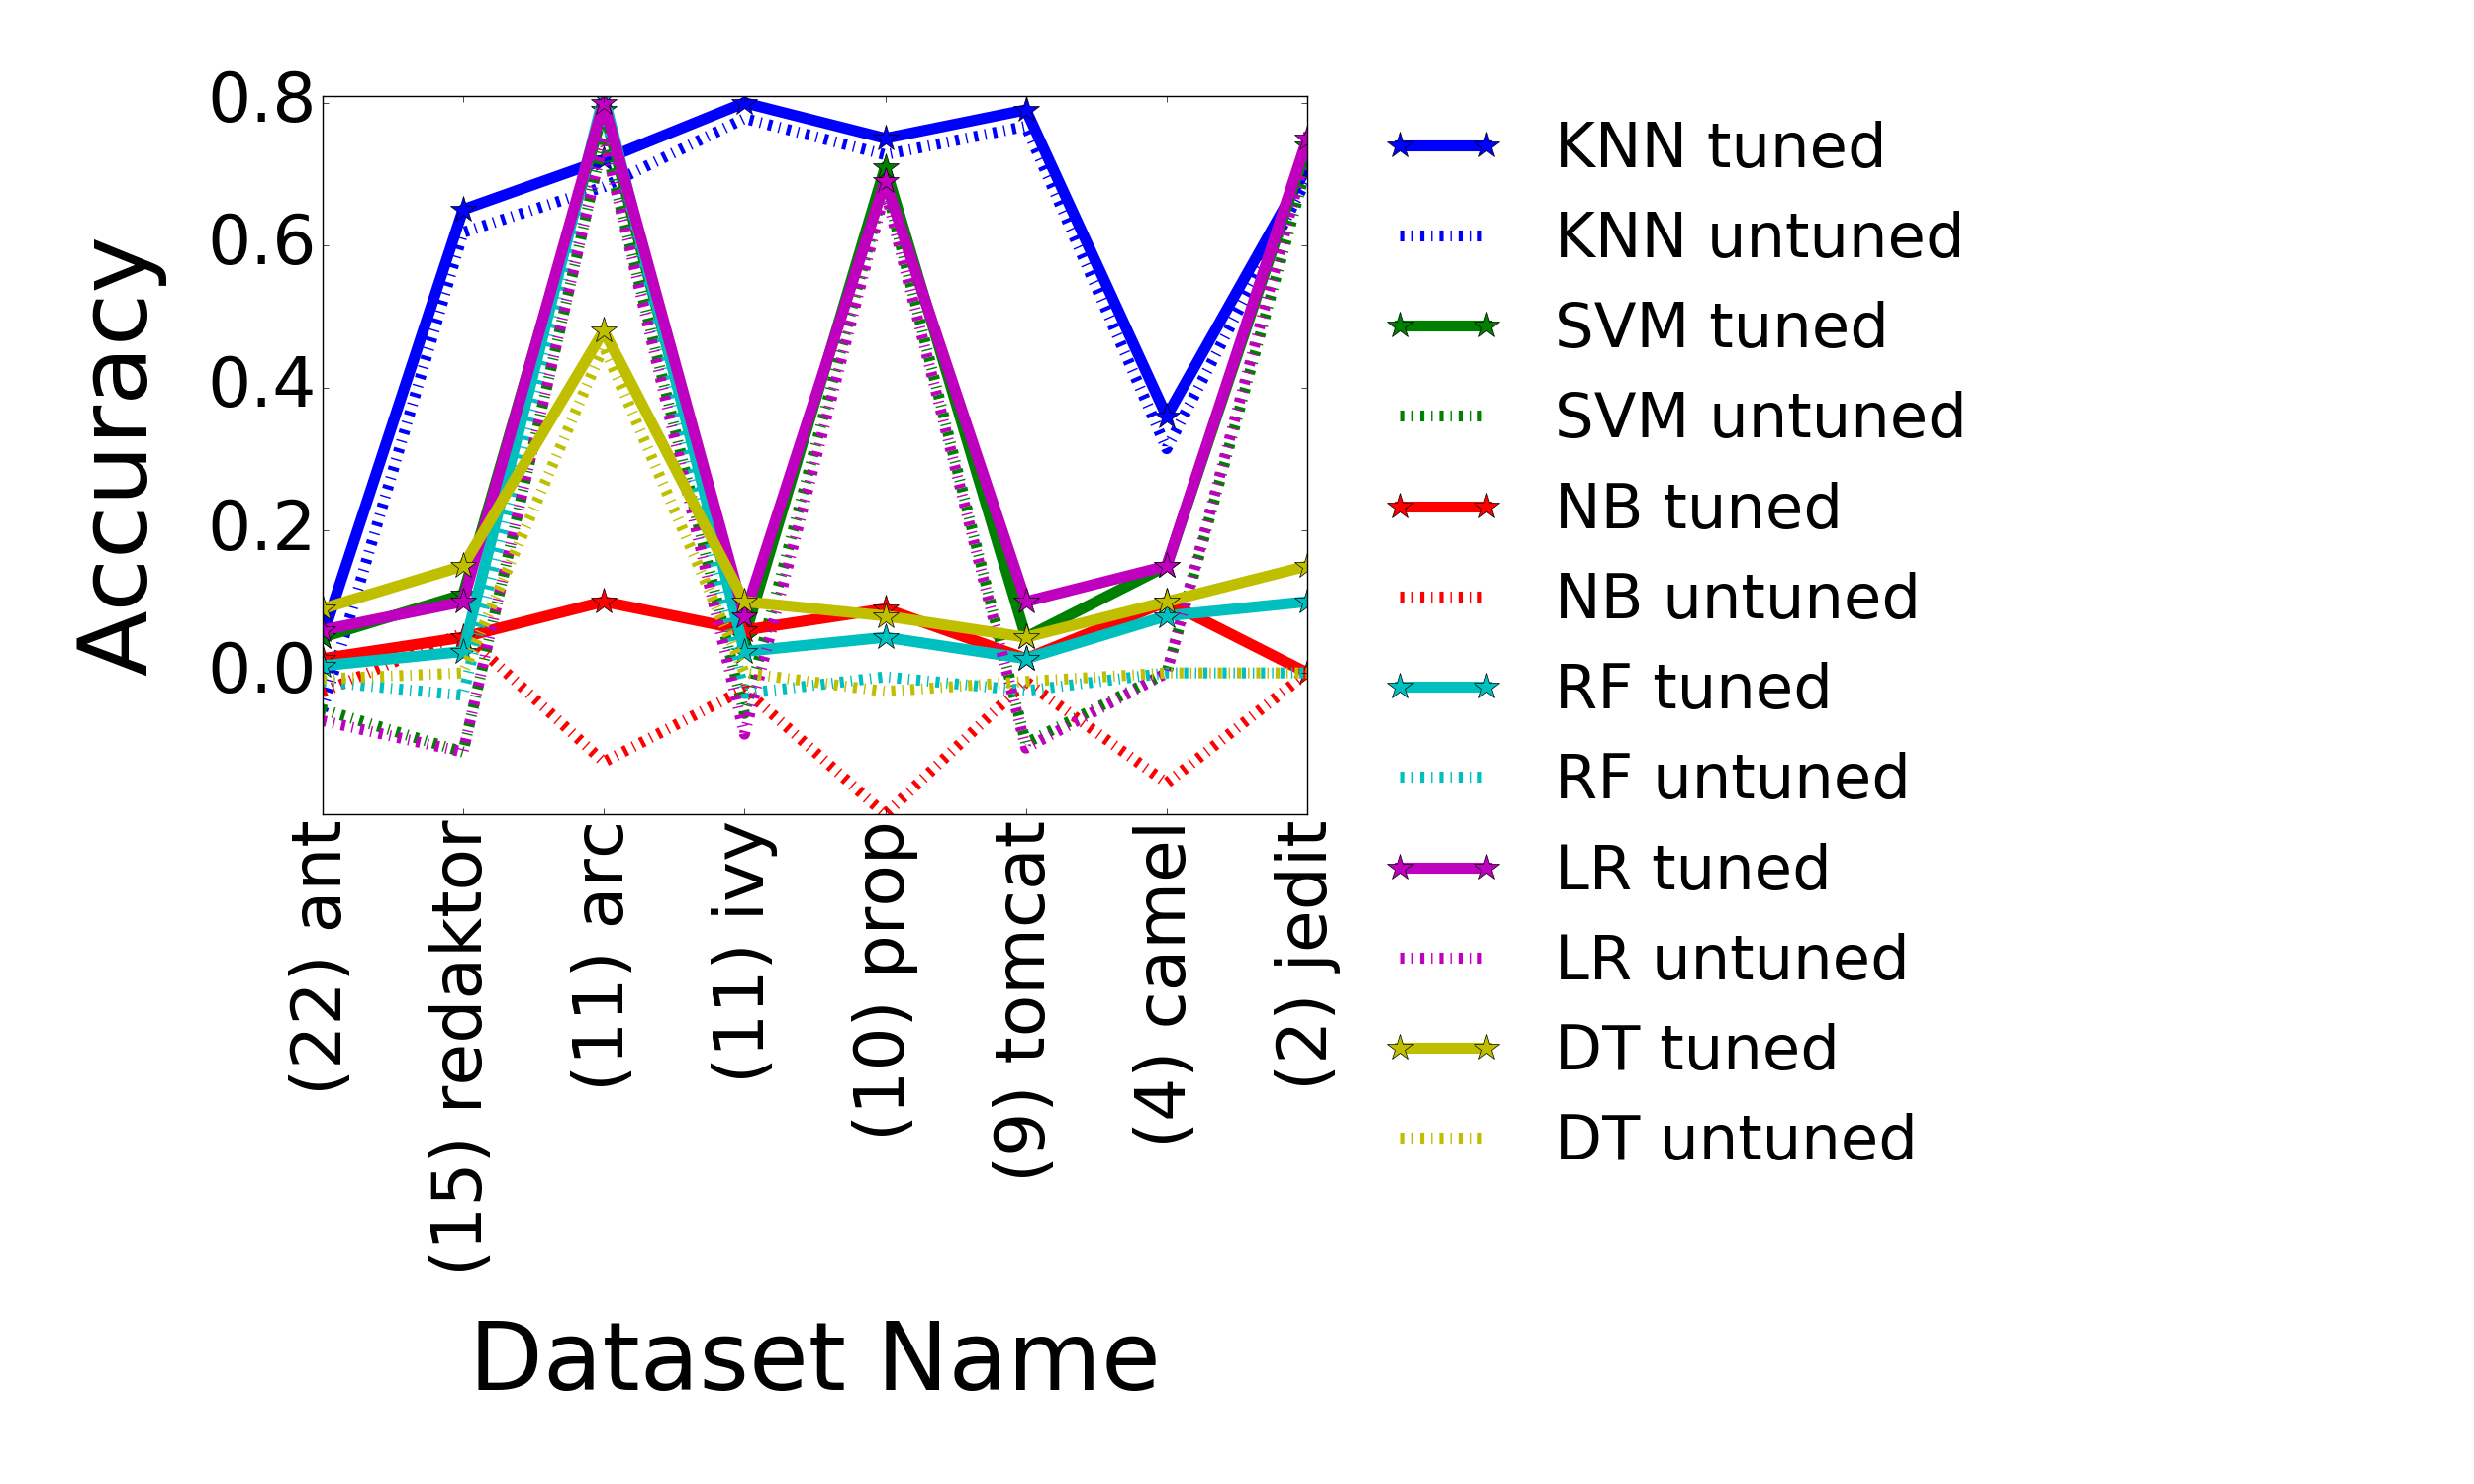 Accuracy
0.8
0.6
0.4
0.2
0.0
(22) ant
(15) redaktor
(11) arc
(11) ivy
(10) prop
(9) tomcat
(4) camel
(2) jedit
Dataset Name
KNN tuned
KNN untuned
SVM tuned
SVM untuned
NB tuned
NB untuned
RF tuned
RF untuned
LR tuned
LR untuned
DT tuned
DT untuned